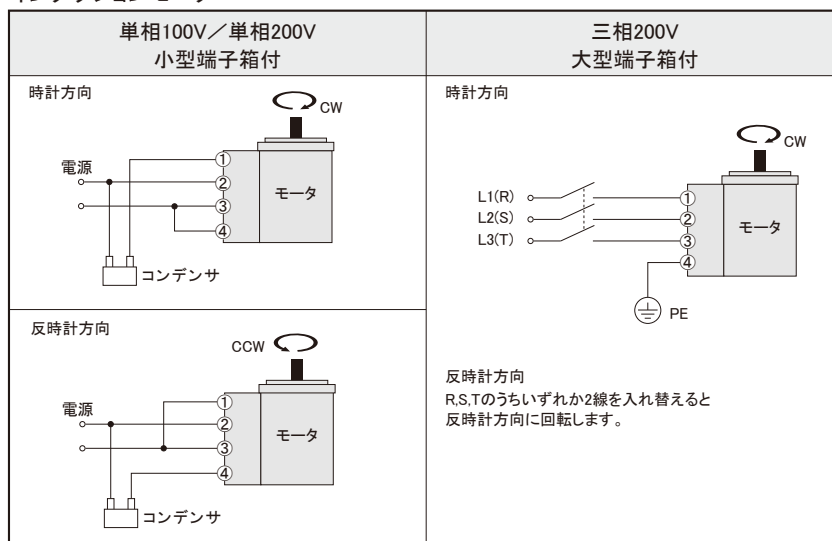 単相100V／単相200V
小型端子箱付
時計方向
CW
電源
①
②
③
④
モータ
コンデンサ
反時計方向
CCW
電源
①
②
③
④
モータ
コンデンサ
三相200V
大型端子箱付
時計方向
CW
L1(R)
L2(S)
L3(T)
①
②
③
④
モータ
PE
反時計方向
R,S,Tのうちいずれか2線を入れ替えると
反時計方向に回転します。